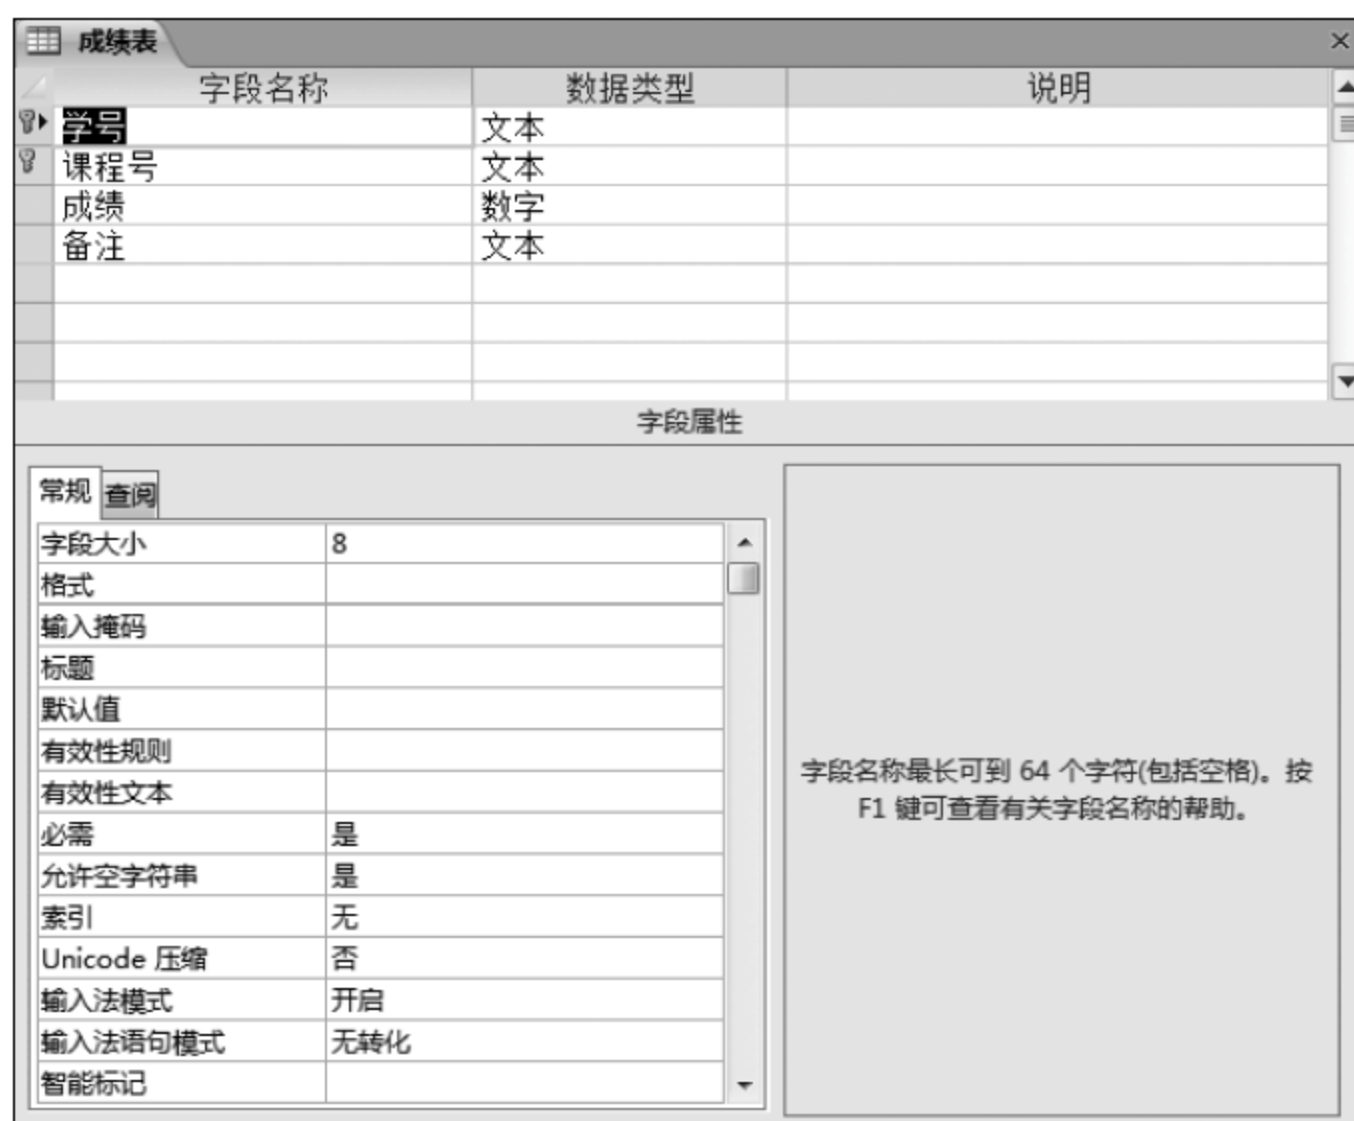 成绩表
字段名称 数据类型 说明
学号 文本
课程号 文本
成绩 数字
备注 文本
字段属性
常规 查阅
字段大小 8
格式
输入掩码
标题
默认值
有效性规则
有效性文本
必需 是
允许空字符串 是
索引 无
Unicode 压缩 否
输入法模式 开启
输入法语句模式 无转化
智能标记
字段名称最长可到 64 个字符(包括空格)。按
F1 键可查看有关字段名称的帮助。